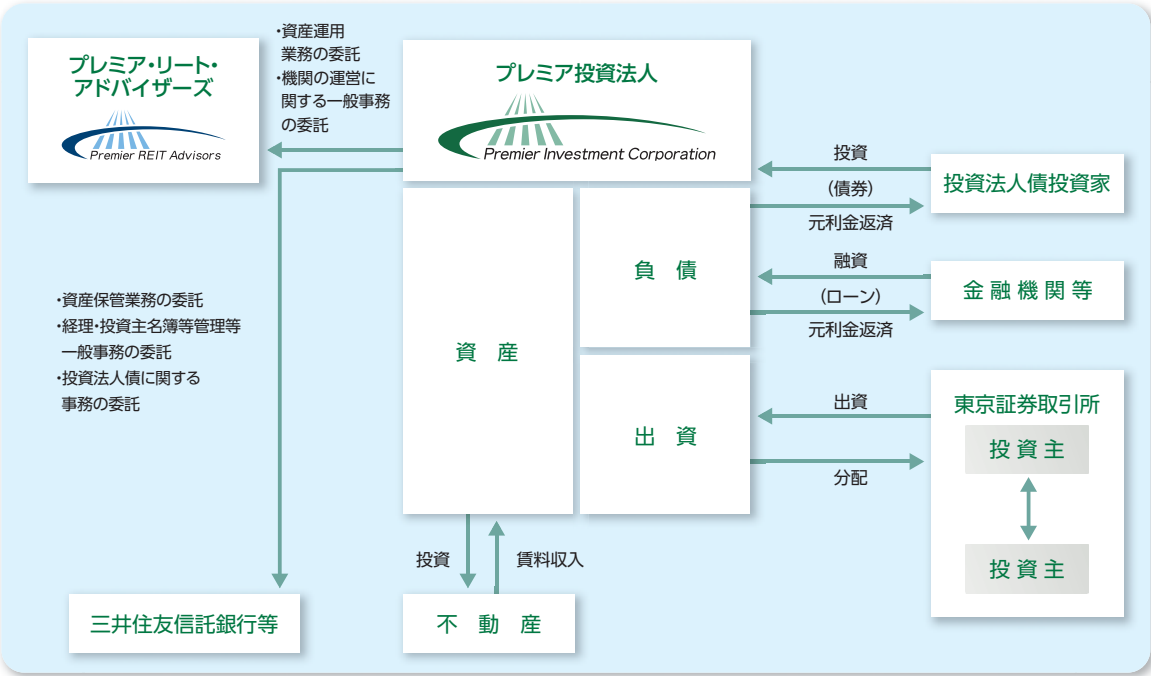 プレミア・リート・
アドバイザーズ
Premier REIT Advisors
・資産運用
業務の委託
・機関の運営に
関する一般事務
の委託
プレミア投資法人
Premier Investment Corporation
投資
(債券)
元利金返済
投資法人債投資家
負 債
融資
(ローン)
元利金返済
金融機関等
・資産保管業務の委託
・経理・投資主名簿等管理等
一般事務の委託
・投資法人債に関する
事務の委託
資 産
出 資
出資
分配
東京証券取引所
投資主
投資主
投資
賃料収入
三井住友信託銀行等
不 動 産